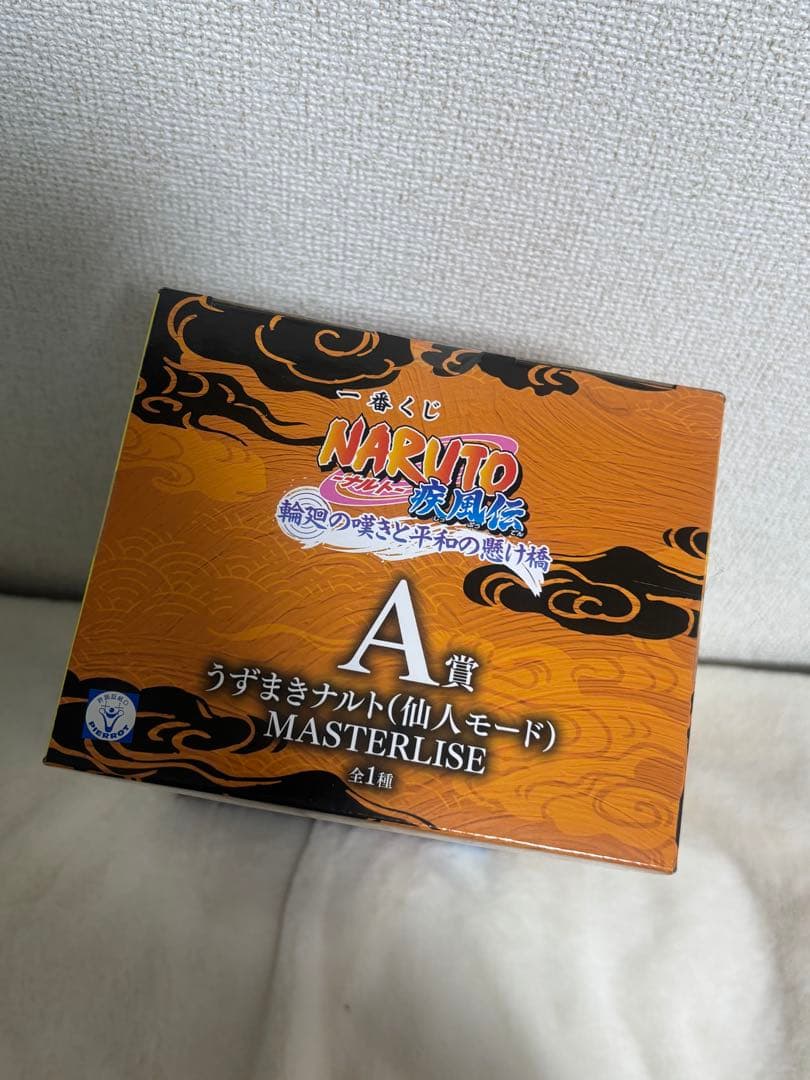 一番くじ
NARUTO
-ナルト-
疾風伝
輪廻の嘆きと平和の懸け橋
A賞
うずまきナルト(仙人モード)
MASTERLISE
全1種
PIERROT